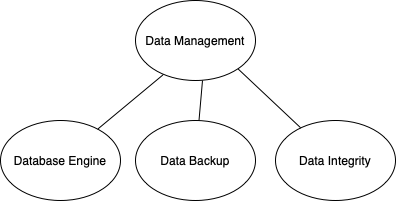 Data Management
Database Engine
Data Backup
Data Integrity